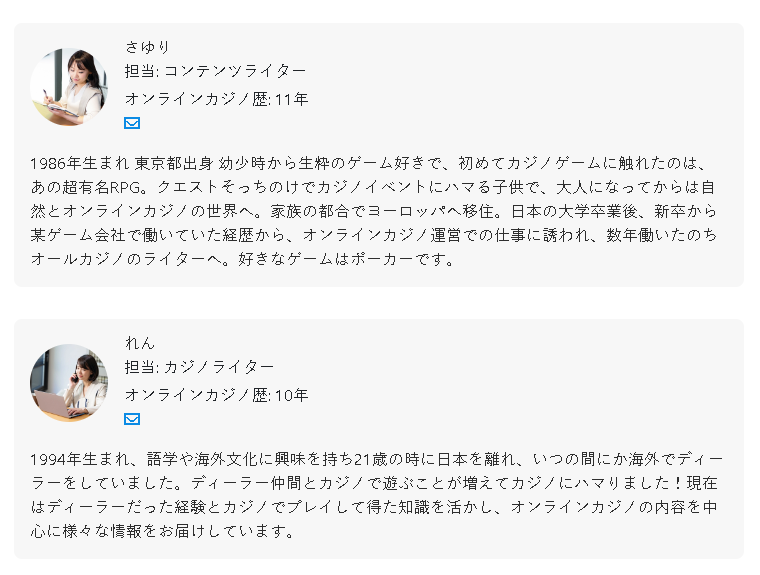 さゆり
担当: コンテンツライター
オンラインカジノ歴: 11年
1986年生まれ 東京都出身 幼少時から生粋のゲーム好きで、初めてカジノゲームに触れたのは、
あの超有名RPG。クエストそっちのけでカジノイベントにハマる子供で、大人になってからは自
然とオンラインカジノの世界へ。家族の都合でヨーロッパへ移住。日本の大学卒業後、新卒から
某ゲーム会社で働いていた経歴から、オンラインカジノ運営での仕事に誘われ、数年働いたのち
オールカジノのライターへ。好きなゲームはポーカーです。
れん
担当: カジノライター
オンラインカジノ歴: 10年
1994年生まれ、語学や海外文化に興味を持ち21歳の時に日本を離れ、いつの間にか海外でディー
ラーをしていました。ディーラー仲間とカジノで遊ぶことが増えてカジノにハマりました！現在
はディーラーだった経験とカジノでプレイして得た知識を活かし、オンラインカジノの内容を中
心に様々な情報をお届けしています。